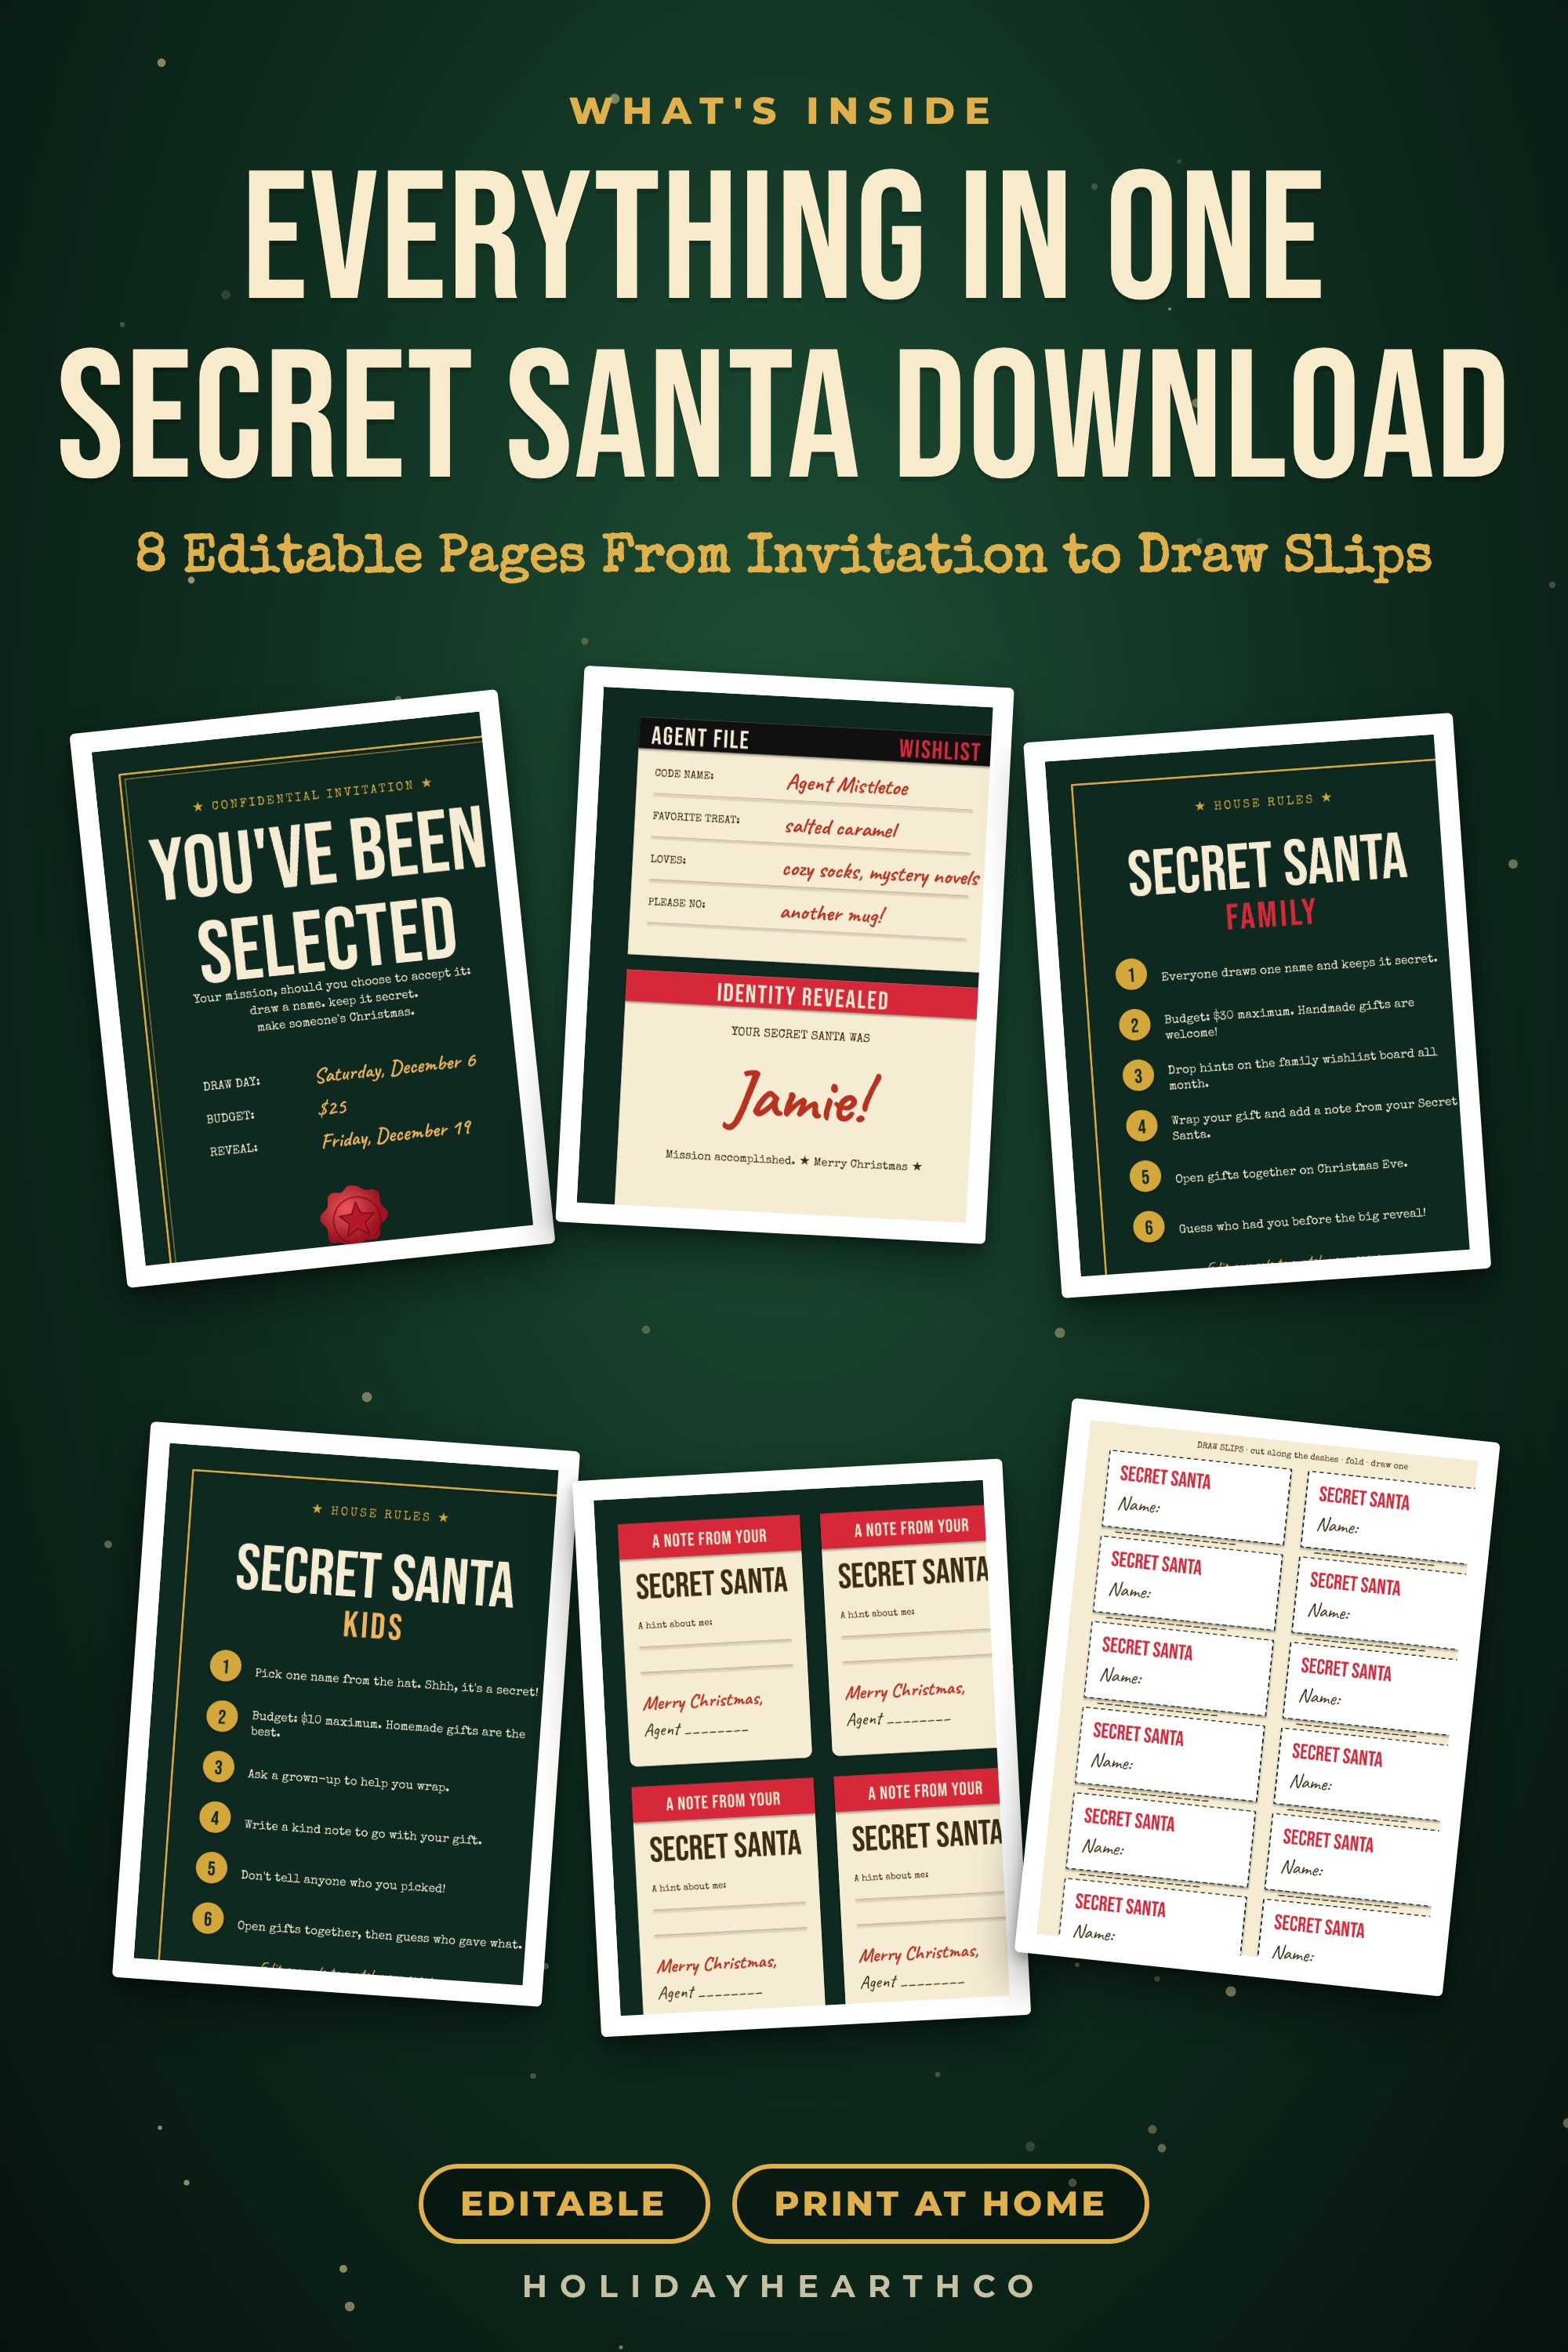 WHAT'S INSIDE
EVERYTHING IN ONE
SECRET SANTA DOWNLOAD
8 Editable Pages From Invitation to Draw Slips
★ CONFIDENTIAL INVITATION ★
YOU'VE BEEN
SELECTED
Your mission, should you choose to accept it:
draw a name. keep it secret.
make someone's Christmas.
DRAW DAY: Saturday, December 6
BUDGET: $25
REVEAL: Friday, December 19
AGENT FILE WISHLIST
CODE NAME: Agent Mistletoe
FAVORITE TREAT: salted caramel
LOVES: cozy socks, mystery novels
PLEASE NO: another mug!
IDENTITY REVEALED
YOUR SECRET SANTA WAS
Jamie!
Mission accomplished. ★ Merry Christmas ★
★ HOUSE RULES ★
SECRET SANTA
FAMILY
1 Everyone draws one name and keeps it secret.
2 Budget: $30 maximum. Handmade gifts are
welcome!
3 Drop hints on the family wishlist board all
month.
4 Wrap your gift and add a note from your Secret
Santa.
5 Open gifts together on Christmas Eve.
6 Guess who had you before the big reveal!
★ HOUSE RULES ★
SECRET SANTA
KIDS
1 Pick one name from the hat. Shhh, it's a secret!
2 Budget: $10 maximum. Homemade gifts are the
best.
3 Ask a grown-up to help you wrap.
4 Write a kind note to go with your gift.
5 Don't tell anyone who you picked!
6 Open gifts together, then guess who gave what.
A NOTE FROM YOUR
SECRET SANTA
A hint about me:
Merry Christmas,
Agent ________
A NOTE FROM YOUR
SECRET SANTA
A hint about me:
Merry Christmas,
Agent ________
A NOTE FROM YOUR
SECRET SANTA
A hint about me:
Merry Christmas,
Agent ________
A NOTE FROM YOUR
SECRET SANTA
A hint about me:
Merry Christmas,
Agent ________
DRAW SLIPS · cut along the dashes · fold · draw one
SECRET SANTA
Name:
SECRET SANTA
Name:
SECRET SANTA
Name:
SECRET SANTA
Name:
SECRET SANTA
Name:
SECRET SANTA
Name:
SECRET SANTA
Name:
SECRET SANTA
Name:
SECRET SANTA
Name:
SECRET SANTA
Name:
SECRET SANTA
Name:
SECRET SANTA
Name:
EDITABLE
PRINT AT HOME
HOLIDAYHEARTHCO